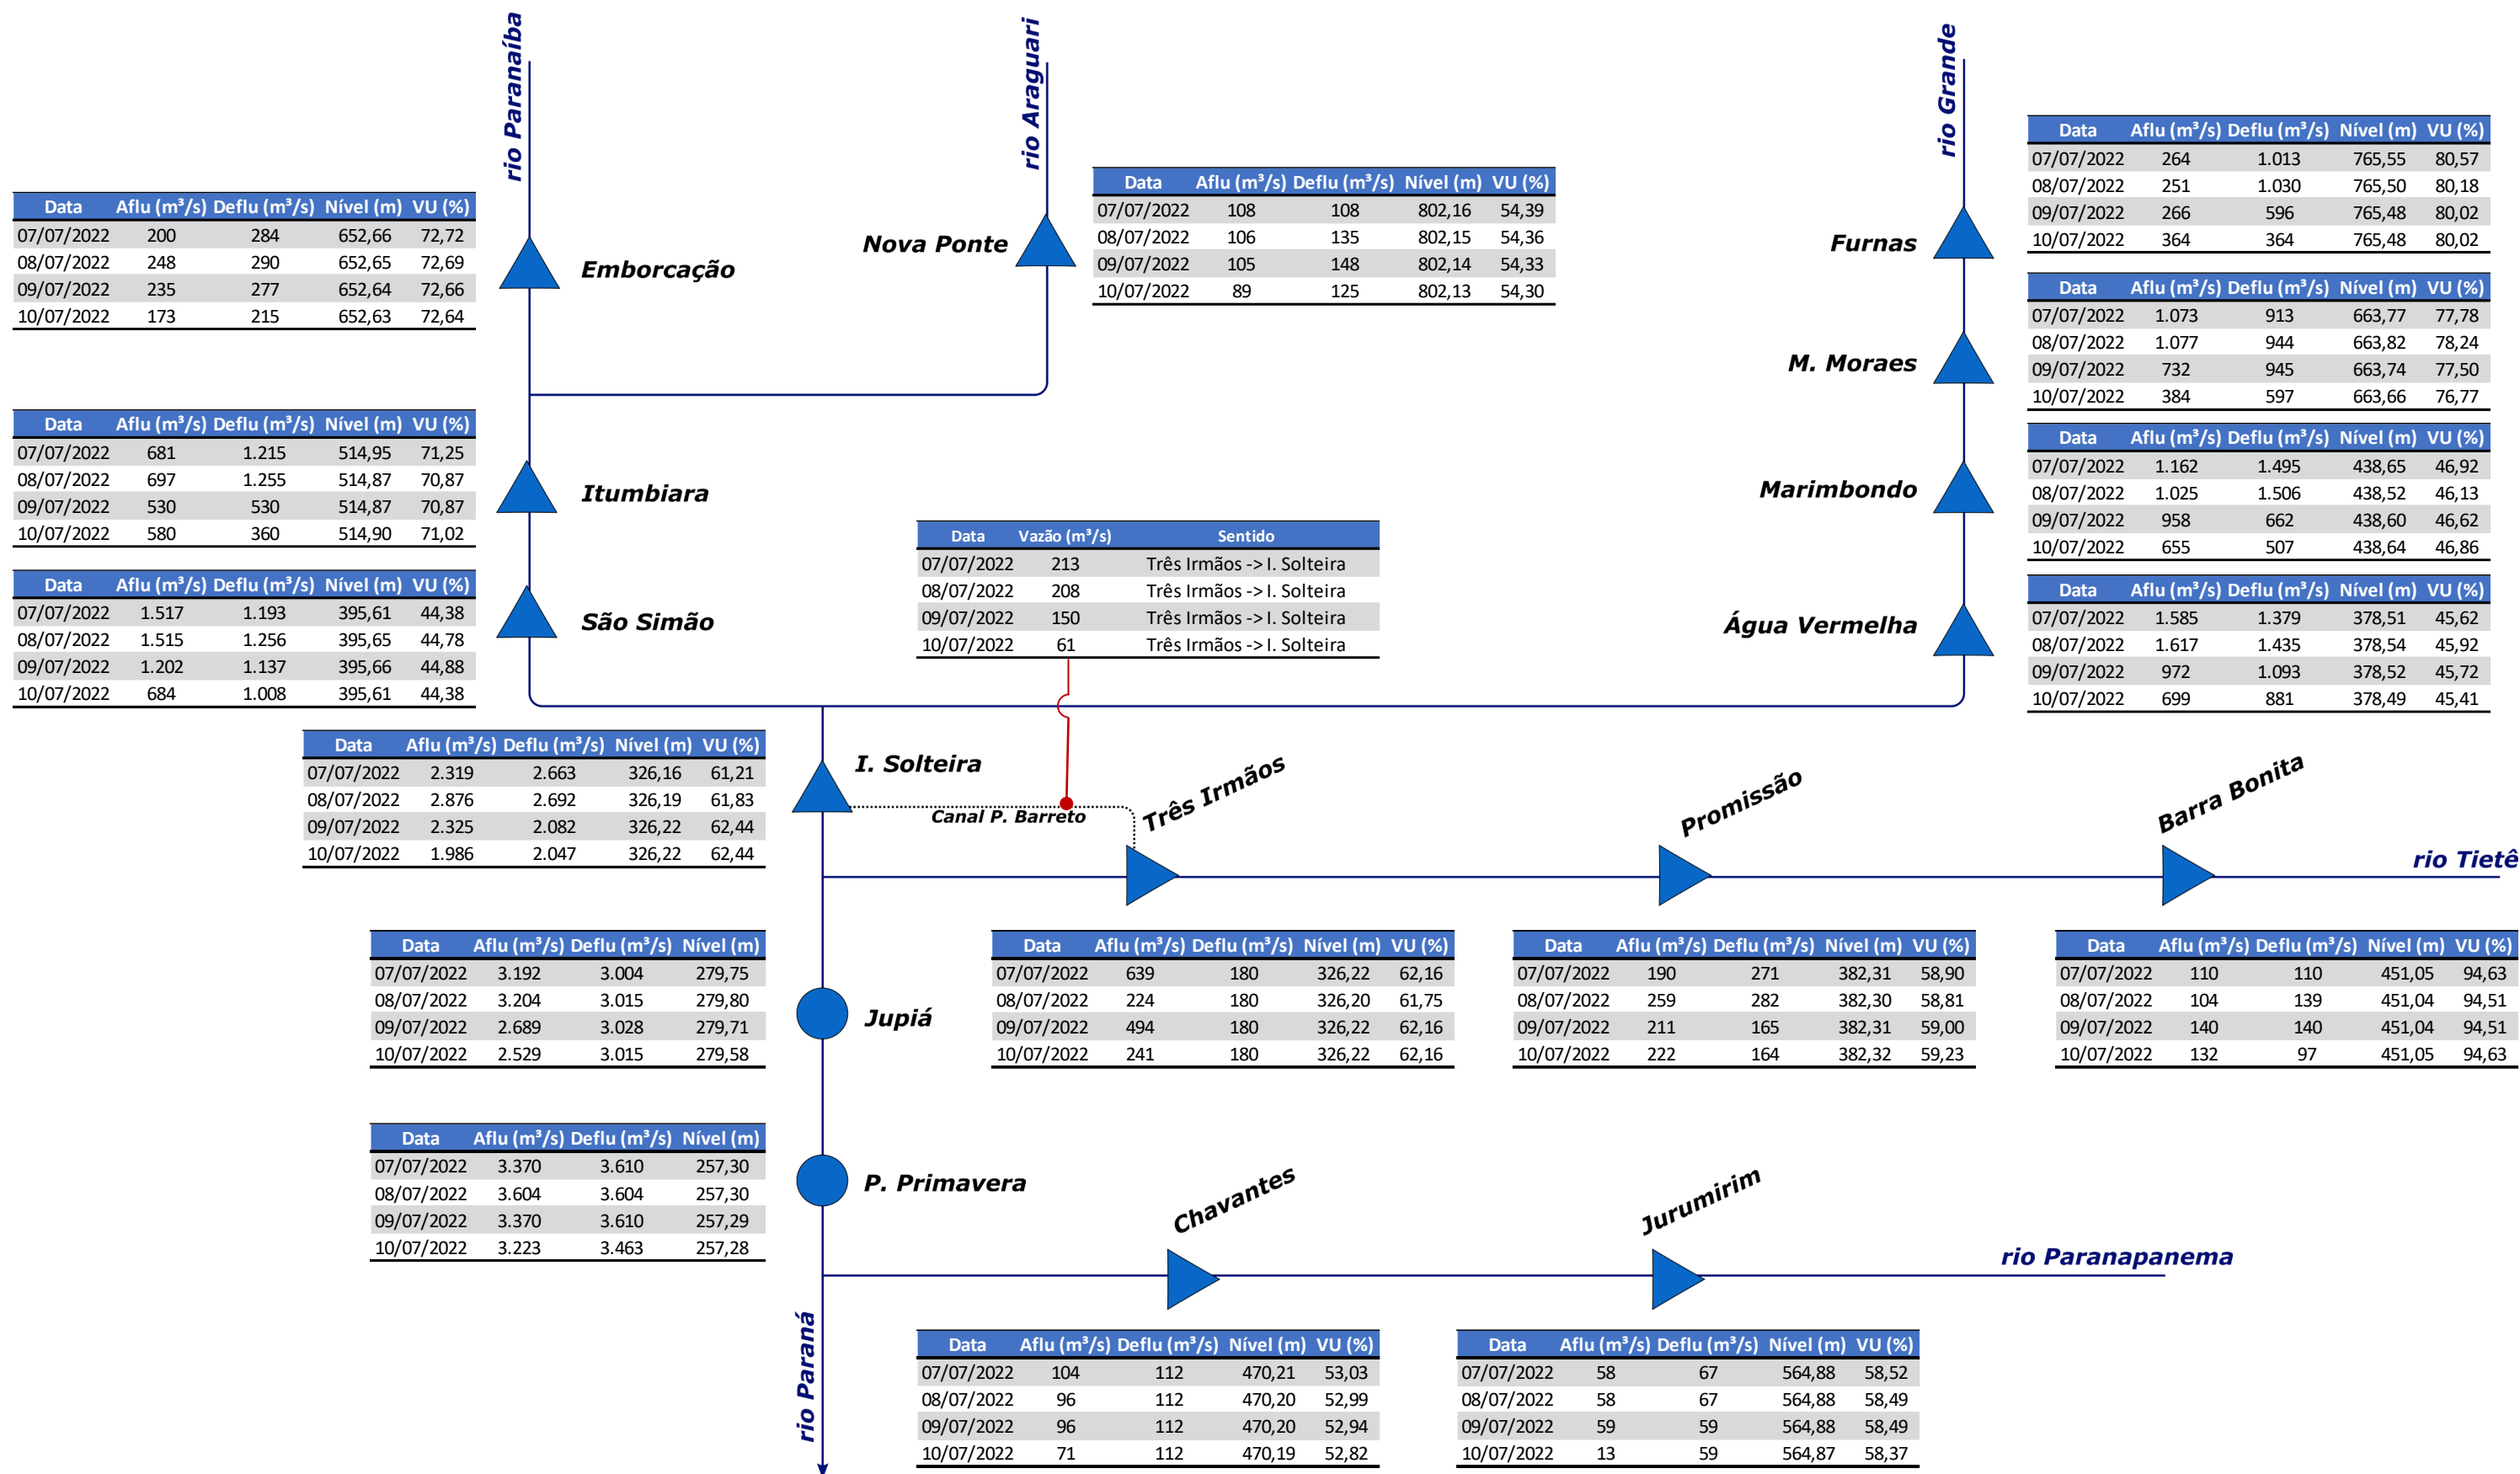 rio Paranaíba
rio Araguari
rio Grande
Data Aflu (m³/s) Deflu (m³/s) Nível (m) VU (%)
07/07/2022 200 284 652,66 72,72
08/07/2022 248 290 652,65 72,69
09/07/2022 235 277 652,64 72,66
10/07/2022 173 215 652,63 72,64
Emborcação
Nova Ponte
Data Aflu (m³/s) Deflu (m³/s) Nível (m) VU (%)
07/07/2022 108 108 802,16 54,39
08/07/2022 106 135 802,15 54,36
09/07/2022 105 148 802,14 54,33
10/07/2022 89 125 802,13 54,30
Furnas
Data Aflu (m³/s) Deflu (m³/s) Nível (m) VU (%)
07/07/2022 264 1.013 765,55 80,57
08/07/2022 251 1.030 765,50 80,18
09/07/2022 266 596 765,48 80,02
10/07/2022 364 364 765,48 80,02
M. Moraes
Data Aflu (m³/s) Deflu (m³/s) Nível (m) VU (%)
07/07/2022 1.073 913 663,77 77,78
08/07/2022 1.077 944 663,82 78,24
09/07/2022 732 945 663,74 77,50
10/07/2022 384 597 663,66 76,77
Data Aflu (m³/s) Deflu (m³/s) Nível (m) VU (%)
07/07/2022 681 1.215 514,95 71,25
08/07/2022 697 1.255 514,87 70,87
09/07/2022 530 530 514,87 70,87
10/07/2022 580 360 514,90 71,02
Itumbiara
Marimbondo
Data Aflu (m³/s) Deflu (m³/s) Nível (m) VU (%)
07/07/2022 1.162 1.495 438,65 46,92
08/07/2022 1.025 1.506 438,52 46,13
09/07/2022 958 662 438,60 46,62
10/07/2022 655 507 438,64 46,86
Data Aflu (m³/s) Deflu (m³/s) Nível (m) VU (%)
07/07/2022 1.517 1.193 395,61 44,38
08/07/2022 1.515 1.256 395,65 44,78
09/07/2022 1.202 1.137 395,66 44,88
10/07/2022 684 1.008 395,61 44,38
São Simão
Data Vazão (m³/s) Sentido
07/07/2022 213 Três Irmãos -> I. Solteira
08/07/2022 208 Três Irmãos -> I. Solteira
09/07/2022 150 Três Irmãos -> I. Solteira
10/07/2022 61 Três Irmãos -> I. Solteira
Água Vermelha
Data Aflu (m³/s) Deflu (m³/s) Nível (m) VU (%)
07/07/2022 1.585 1.379 378,51 45,62
08/07/2022 1.617 1.435 378,54 45,92
09/07/2022 972 1.093 378,52 45,72
10/07/2022 699 881 378,49 45,41
Data Aflu (m³/s) Deflu (m³/s) Nível (m) VU (%)
07/07/2022 2.319 2.663 326,16 61,21
08/07/2022 2.876 2.692 326,19 61,83
09/07/2022 2.325 2.082 326,22 62,44
10/07/2022 1.986 2.047 326,22 62,44
I. Solteira
Canal P. Barreto
Três Irmãos
Promissão
Barra Bonita
rio Tietê
Data Aflu (m³/s) Deflu (m³/s) Nível (m)
07/07/2022 3.192 3.004 279,75
08/07/2022 3.204 3.015 279,80
09/07/2022 2.689 3.028 279,71
10/07/2022 2.529 3.015 279,58
Jupiá
Data Aflu (m³/s) Deflu (m³/s) Nível (m) VU (%)
07/07/2022 639 180 326,22 62,16
08/07/2022 224 180 326,20 61,75
09/07/2022 494 180 326,22 62,16
10/07/2022 241 180 326,22 62,16
Data Aflu (m³/s) Deflu (m³/s) Nível (m) VU (%)
07/07/2022 190 271 382,31 58,90
08/07/2022 259 282 382,30 58,81
09/07/2022 211 165 382,31 59,00
10/07/2022 222 164 382,32 59,23
Data Aflu (m³/s) Deflu (m³/s) Nível (m) VU (%)
07/07/2022 110 110 451,05 94,63
08/07/2022 104 139 451,04 94,51
09/07/2022 140 140 451,04 94,51
10/07/2022 132 97 451,05 94,63
Data Aflu (m³/s) Deflu (m³/s) Nível (m)
07/07/2022 3.370 3.610 257,30
08/07/2022 3.604 3.604 257,30
09/07/2022 3.370 3.610 257,29
10/07/2022 3.223 3.463 257,28
P. Primavera
Chavantes
Jurumirim
rio Paranapanema
rio Paraná
Data Aflu (m³/s) Deflu (m³/s) Nível (m) VU (%)
07/07/2022 104 112 470,21 53,03
08/07/2022 96 112 470,20 52,99
09/07/2022 96 112 470,20 52,94
10/07/2022 71 112 470,19 52,82
Data Aflu (m³/s) Deflu (m³/s) Nível (m) VU (%)
07/07/2022 58 67 564,88 58,52
08/07/2022 58 67 564,88 58,49
09/07/2022 59 59 564,88 58,49
10/07/2022 13 59 564,87 58,37